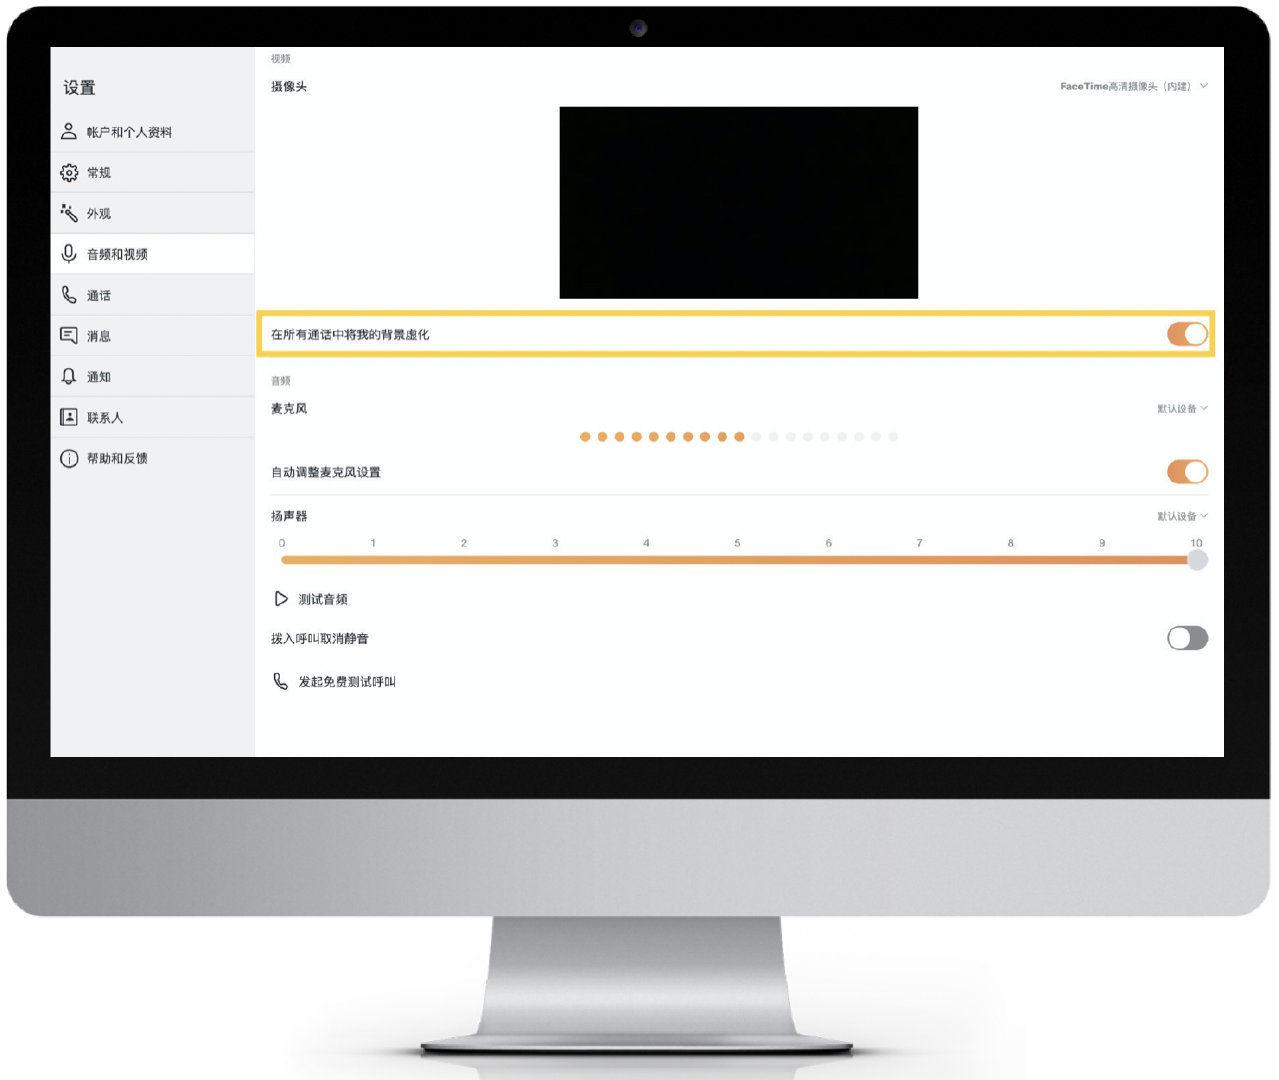 设置
帐户和个人资料
常规
外观
音频和视频
通话
消息
通知
联系人
帮助和反馈
视频
摄像头
FaceTime高清摄像头（内建）
在所有通话中将我的背景虚化
音频
麦克风
默认设备
自动调整麦克风设置
扬声器
默认设备
0 1 2 3 4 5 6 7 8 9 10
测试音频
拨入呼叫取消静音
发起免费测试呼叫